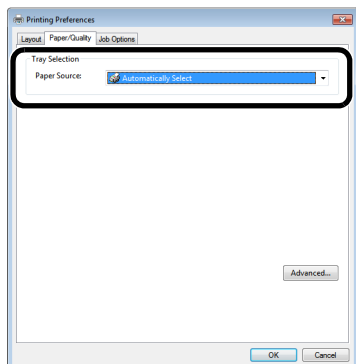 Printing Preferences
Layout Paper/Quality Job Options
Tray Selection
Paper Source: Automatically Select
Advanced...
OK Cancel